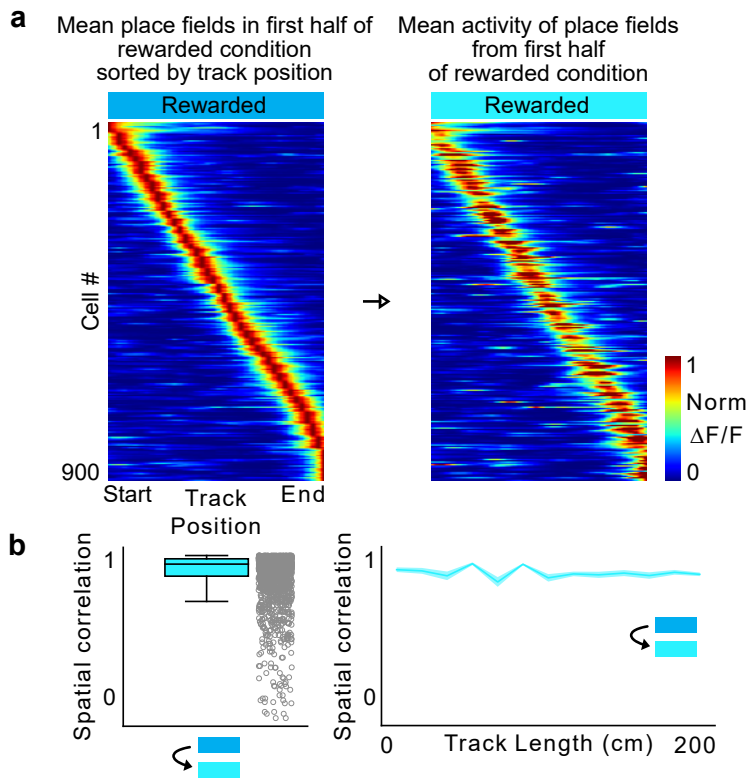 a
Mean place fields in first half of
rewarded condition
sorted by track position
Mean activity of place fields
from first half
of rewarded condition
Rewarded
Rewarded
1
Cell #
900
Start
Track
Position
End
1
Norm
ΔF/F
0
b
Spatial correlation
1
0
Spatial correlation
1
0
0
Track Length (cm)
200